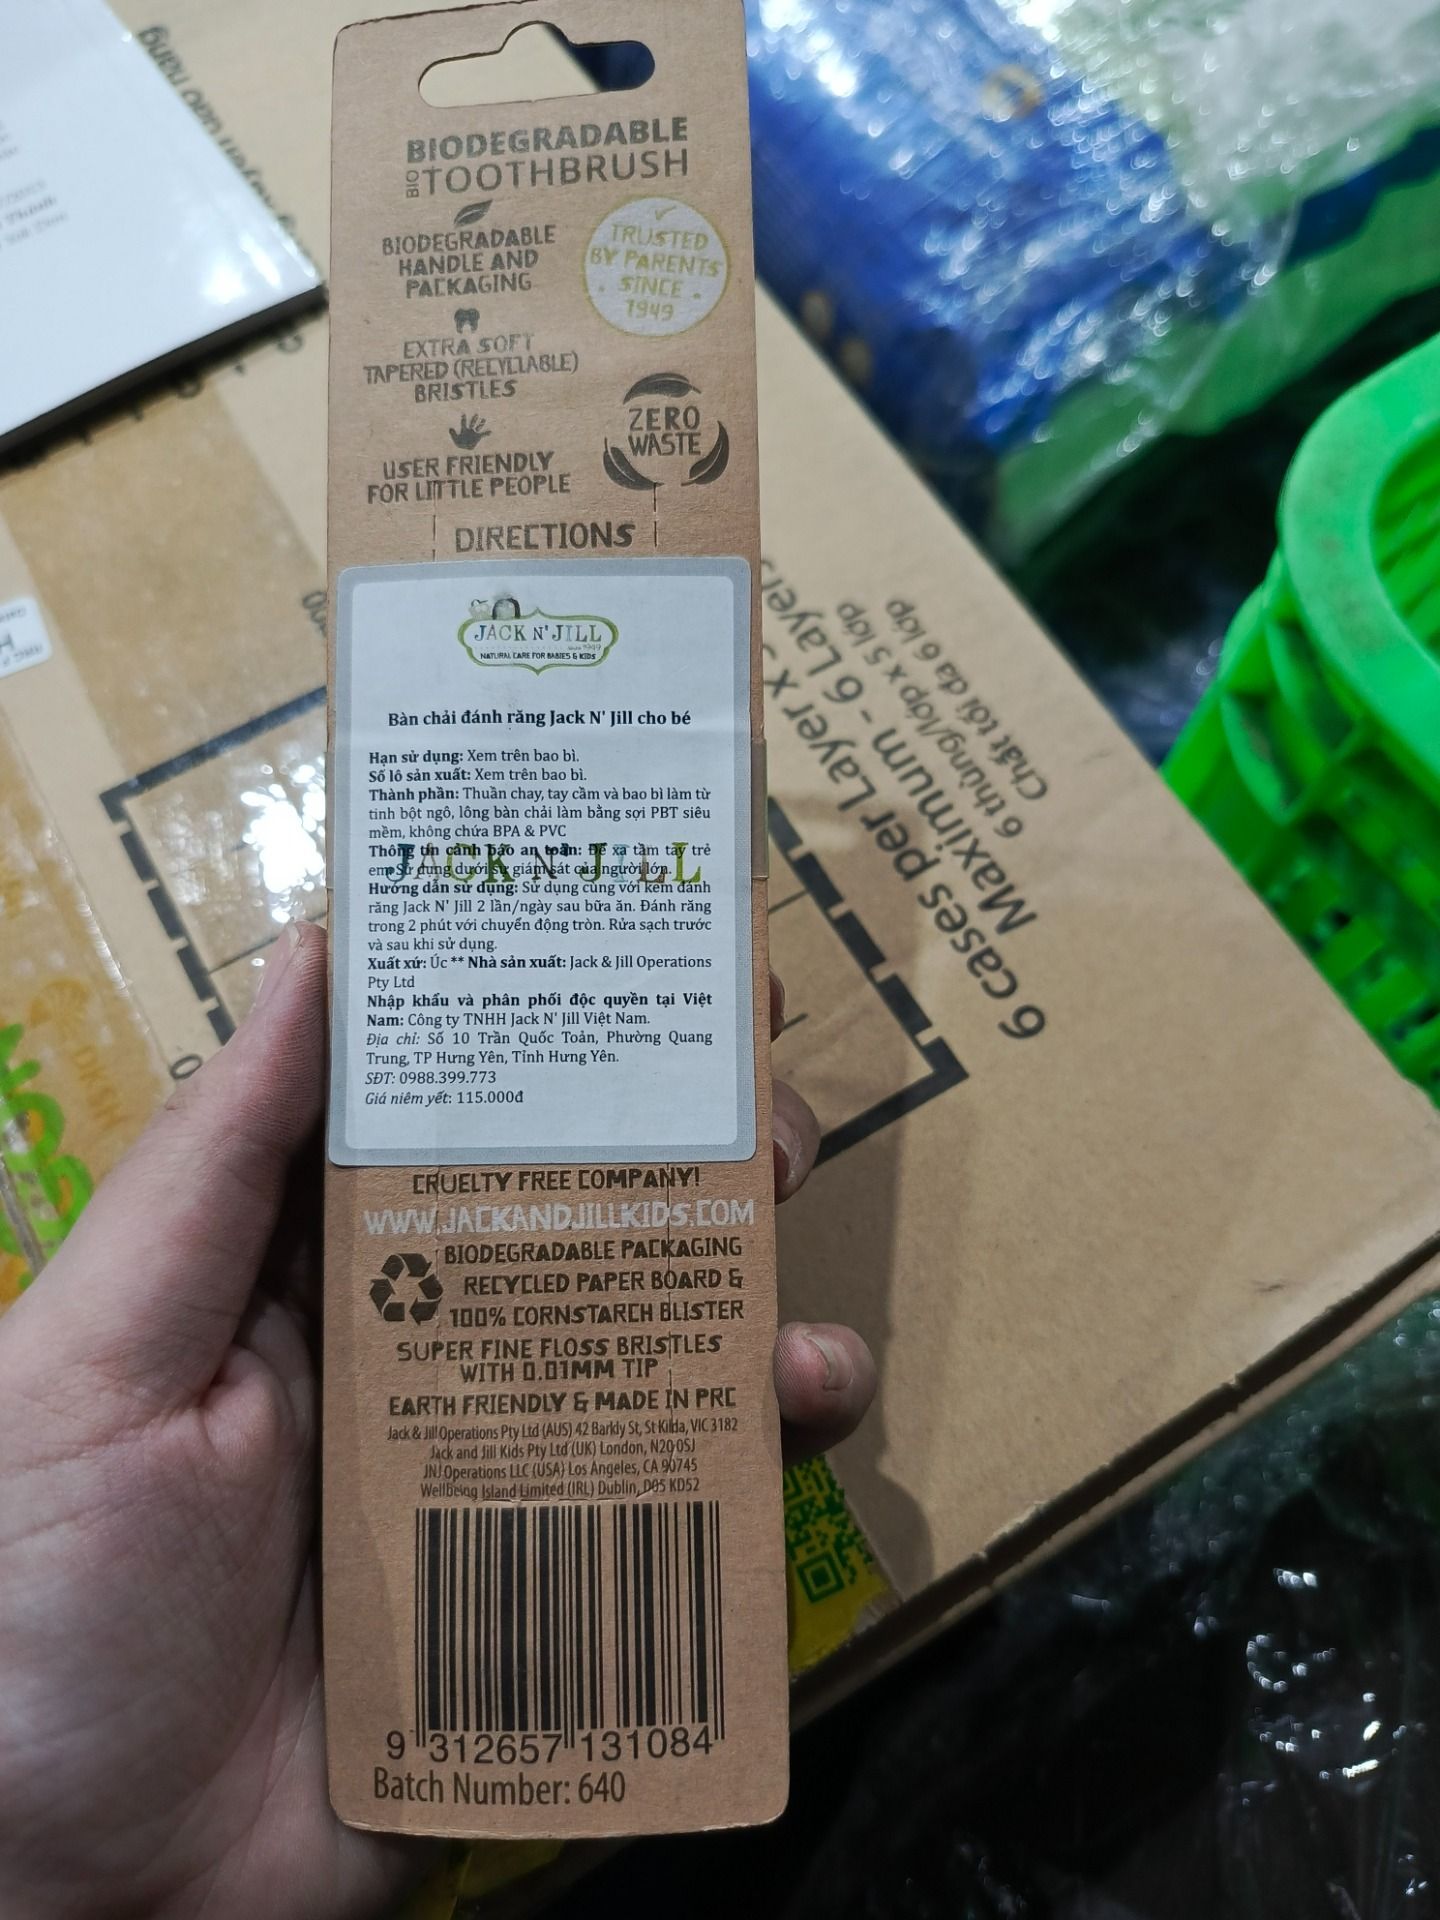 BIODEGRADABLE
BIO TOOTHBRUSH
BIODEGRADABLE
HANDLE AND
PACKAGING
TRUSTED
BY PARENTS
SINCE
1949
EXTRA SOFT
TAPERED (RECYCLABLE)
BRISTLES
ZERO
WASTE
USER FRIENDLY
FOR LITTLE PEOPLE
DIRECTIONS
JACK N' JILL
since 1949
NATURAL CARE FOR BABIES & KIDS
Bàn chải đánh răng Jack N' Jill cho bé
Hạn sử dụng: Xem trên bao bì.
Số lô sản xuất: Xem trên bao bì.
Thành phần: Thuần chay, tay cầm và bao bì làm từ
tinh bột ngô, lông bàn chải làm bằng sợi PBT siêu
mềm, không chứa BPA & PVC
Thông tin cảnh báo an toàn: Để xa tầm tay trẻ
em. Sử dụng dưới sự giám sát của người lớn.
JACK N' JILL
Hướng dẫn sử dụng: Sử dụng cùng với kem đánh
răng Jack N' Jill 2 lần/ngày sau bữa ăn. Đánh răng
trong 2 phút với chuyển động tròn. Rửa sạch trước
và sau khi sử dụng.
Xuất xứ: Úc ** Nhà sản xuất: Jack & Jill Operations
Pty Ltd
Nhập khẩu và phân phối độc quyền tại Việt
Nam: Công ty TNHH Jack N' Jill Việt Nam.
Địa chỉ: Số 10 Trần Quốc Toản, Phường Quang
Trung, TP Hưng Yên, Tỉnh Hưng Yên.
SĐT: 0988.399.773
Giá niêm yết: 115.000đ
CRUELTY FREE COMPANY!
WWW.JACKANDJILLKIDS.COM
BIODEGRADABLE PACKAGING
RECYCLED PAPER BOARD &
100% CORNSTARCH BLISTER
SUPER FINE FLOSS BRISTLES
WITH 0.01MM TIP
EARTH FRIENDLY & MADE IN PRC
Jack & Jill Operations Pty Ltd (AUS) 42 Barkly St, St Kilda, VIC 3182
Jack and Jill Kids Pty Ltd (UK) London, N20 0SJ
JNJ Operations LLC (USA) Los Angeles, CA 90745
Wellbeing Island Limited (IRL) Dublin, D05 KD52
9 312657 131084
Batch Number: 640
6 cases per Layer x 5
Maximum - 6 Layers
6 thùng/lớp x 5 lớp
Chất tối đa 6 lớp
DKSH